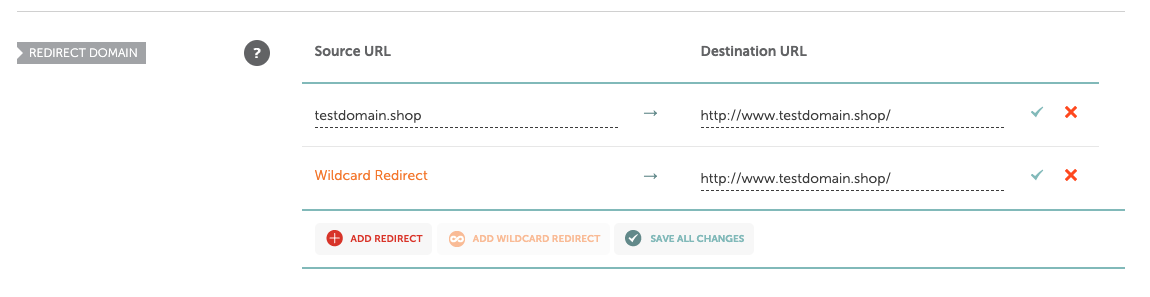 REDIRECT DOMAIN
?
Source URL Destination URL
testdomain.shop → http://www.testdomain.shop/
Wildcard Redirect → http://www.testdomain.shop/
ADD REDIRECT ADD WILDCARD REDIRECT SAVE ALL CHANGES